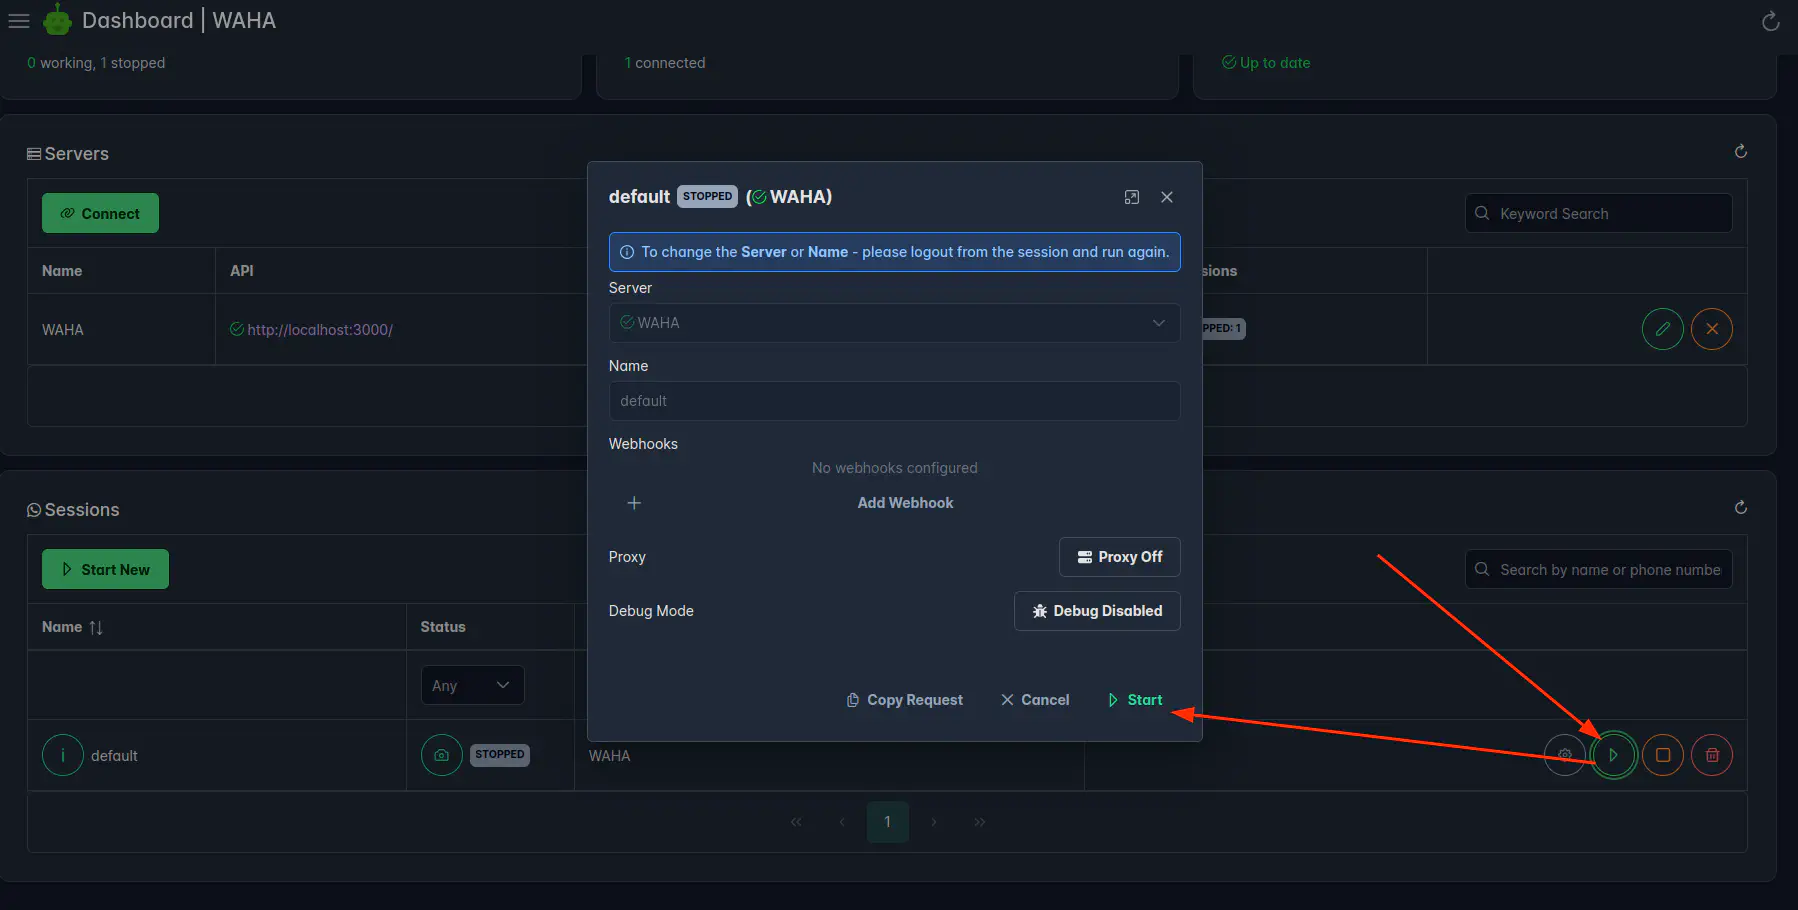 Dashboard | WAHA
0 working, 1 stopped
1 connected
Up to date
Servers
Connect
Keyword Search
Name
API
sions
WAHA
http://localhost:3000/
PPED: 1
default STOPPED (WAHA)
To change the Server or Name - please logout from the session and run again.
Server
WAHA
Name
default
Webhooks
No webhooks configured
+ Add Webhook
Proxy
Proxy Off
Debug Mode
Debug Disabled
Copy Request
Cancel
Start
Sessions
Start New
Search by name or phone numbe
Name
Status
Any
i
default
STOPPED
WAHA
« ‹ 1 › »